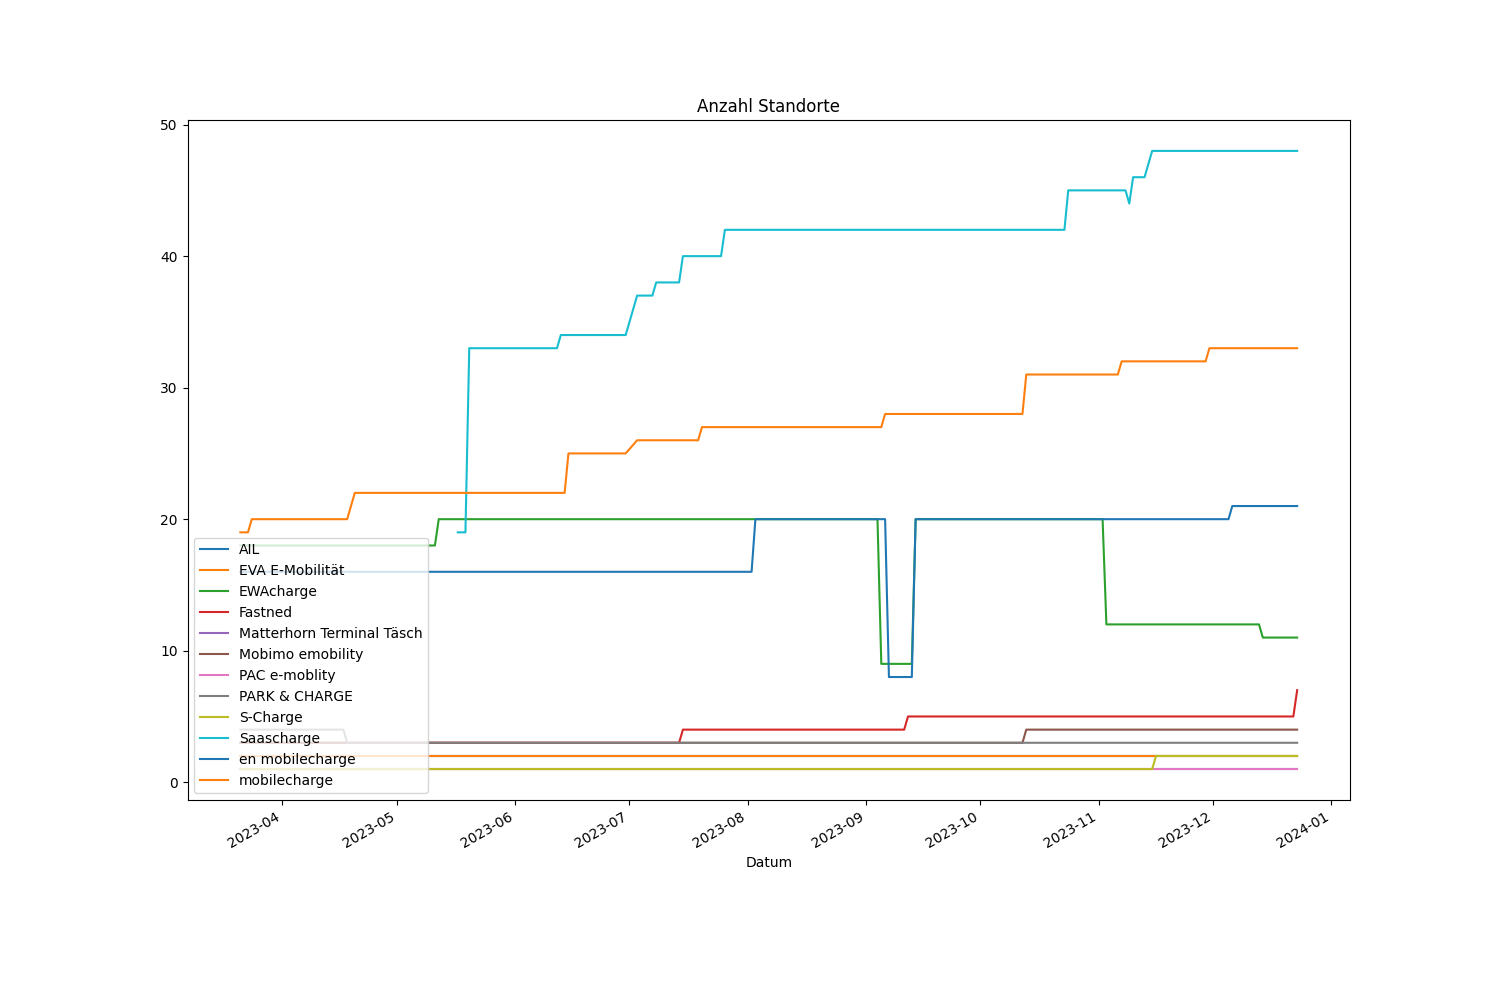 Anzahl Standorte
50
40
30
20
10
0
AIL
EVA E-Mobilität
EWAcharge
Fastned
Matterhorn Terminal Täsch
Mobimo emobility
PAC e-moblity
PARK & CHARGE
S-Charge
Saascharge
en mobilecharge
mobilecharge
2023-04
2023-05
2023-06
2023-07
2023-08
2023-09
2023-10
2023-11
2023-12
2024-01
Datum